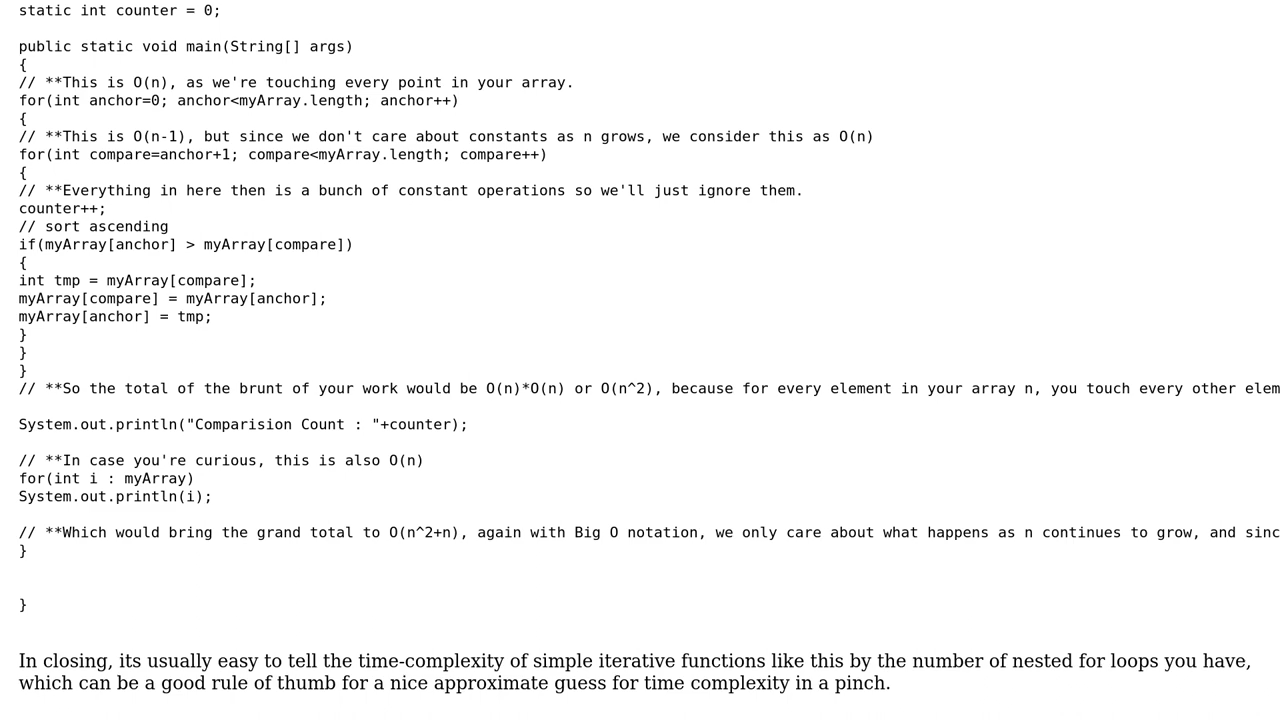 static int counter = 0;
public static void main(String[] args)
{
// **This is O(n), as we're touching every point in your array.
for(int anchor=0; anchor<myArray.length; anchor++)
{
// **This is O(n-1), but since we don't care about constants as n grows, we consider this as O(n)
for(int compare=anchor+1; compare<myArray.length; compare++)
{
// **Everything in here then is a bunch of constant operations so we'll just ignore them.
counter++;
// sort ascending
if(myArray[anchor] > myArray[compare])
{
int tmp = myArray[compare];
myArray[compare] = myArray[anchor];
myArray[anchor] = tmp;
}
}
}
// **So the total of the brunt of your work would be O(n)*O(n) or O(n^2), because for every element in your array n, you touch every other elem
System.out.println("Comparision Count : "+counter);
// **In case you're curious, this is also O(n)
for(int i : myArray)
System.out.println(i);
// **Which would bring the grand total to O(n^2+n), again with Big O notation, we only care about what happens as n continues to grow, and sinc
}
}
In closing, its usually easy to tell the time-complexity of simple iterative functions like this by the number of nested for loops you have,
which can be a good rule of thumb for a nice approximate guess for time complexity in a pinch.